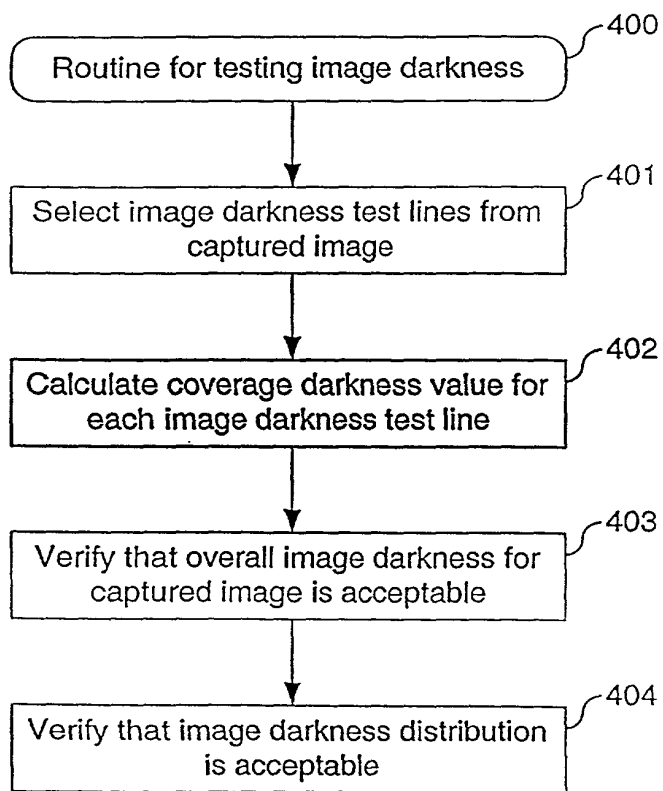 400
Routine for testing image darkness
401
Select image darkness test lines from
captured image
402
Calculate coverage darkness value for
each image darkness test line
403
Verify that overall image darkness for
captured image is acceptable
404
Verify that image darkness distribution
is acceptable